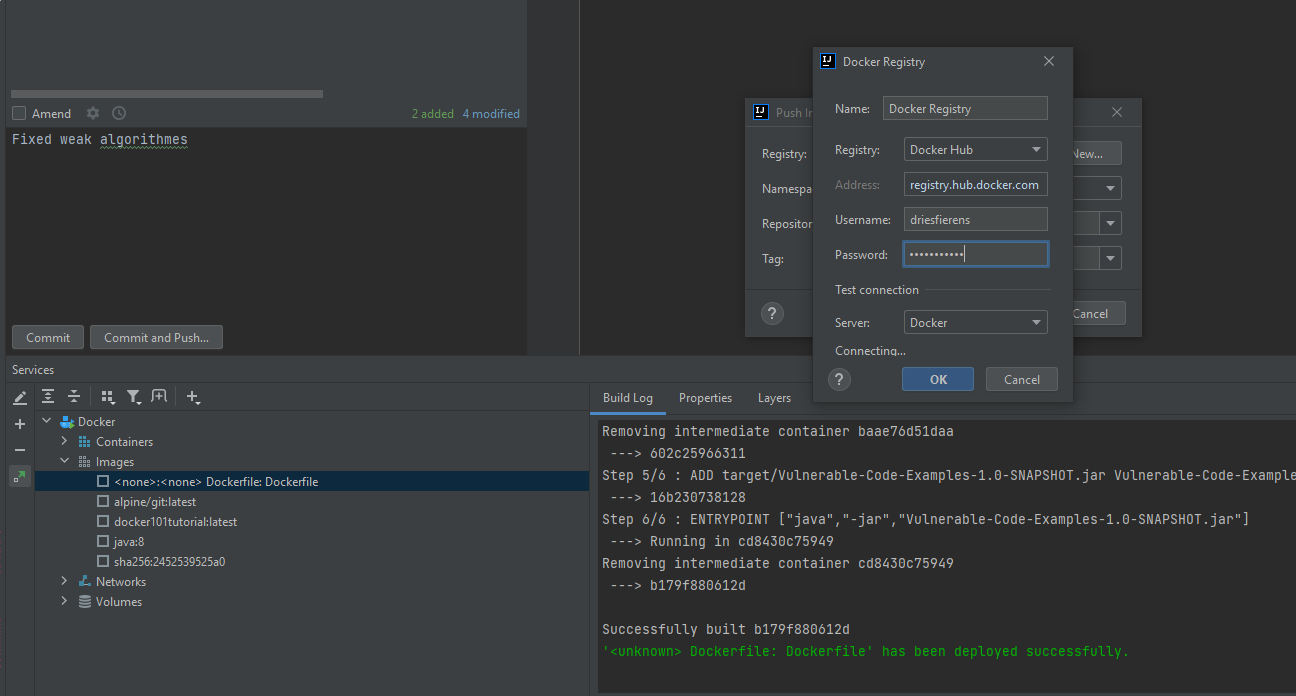 Amend
2 added 4 modified
Fixed weak algorithmes
Commit
Commit and Push...
Docker Registry
Name: Docker Registry
Registry: Docker Hub
Address: registry.hub.docker.com
Username: driesfierens
Password: •••••••••••
Test connection
Server: Docker
Connecting...
?
OK
Cancel
Push
Registry:
New...
Namespa
Repositor
Tag:
?
Cancel
Services
Docker
Containers
Images
<none>:<none> Dockerfile: Dockerfile
alpine/git:latest
docker101tutorial:latest
java:8
sha256:2452539525a0
Networks
Volumes
Build Log Properties Layers
Removing intermediate container baae76d51daa
---> 602c25966311
Step 5/6 : ADD target/Vulnerable-Code-Examples-1.0-SNAPSHOT.jar Vulnerable-Code-Example
---> 16b230738128
Step 6/6 : ENTRYPOINT ["java","-jar","Vulnerable-Code-Examples-1.0-SNAPSHOT.jar"]
---> Running in cd8430c75949
Removing intermediate container cd8430c75949
---> b179f880612d
Successfully built b179f880612d
'<unknown> Dockerfile: Dockerfile' has been deployed successfully.